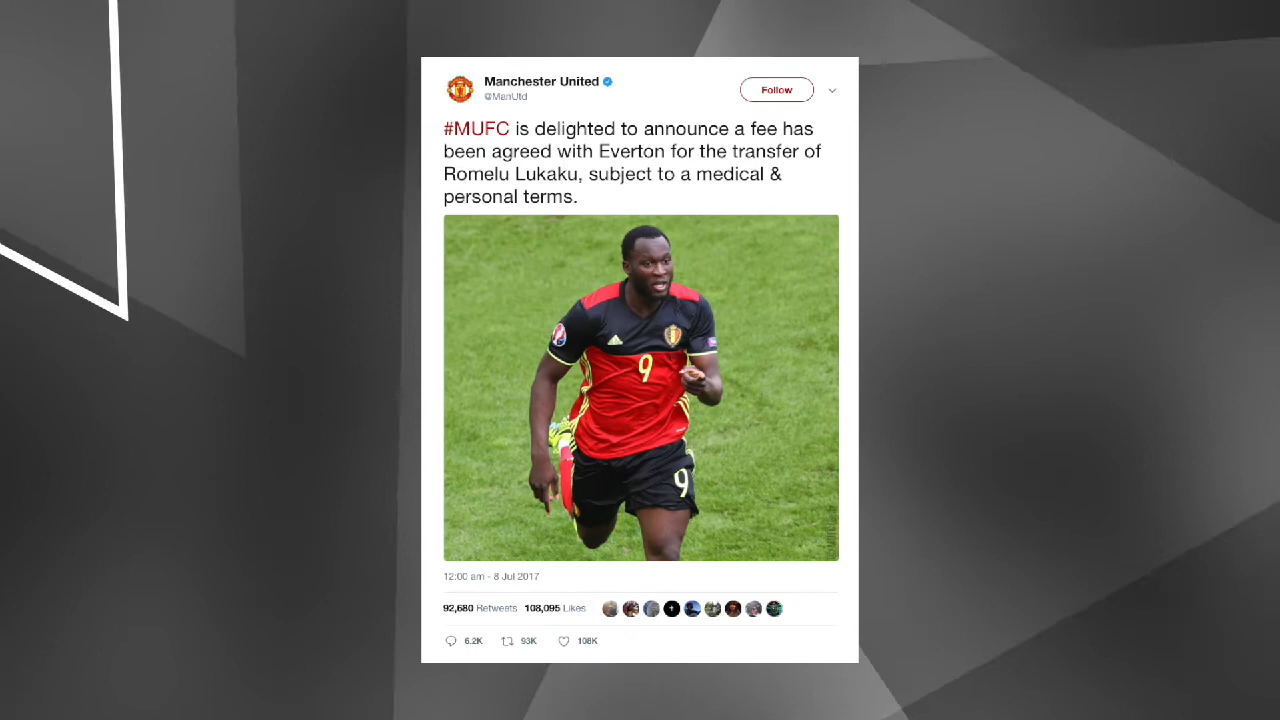 Manchester United
@ManUtd
Follow
#MUFC is delighted to announce a fee has
been agreed with Everton for the transfer of
Romelu Lukaku, subject to a medical &
personal terms.
9
9
12:00 am - 8 Jul 2017
92,680 Retweets 108,095 Likes
6.2K 93K 108K